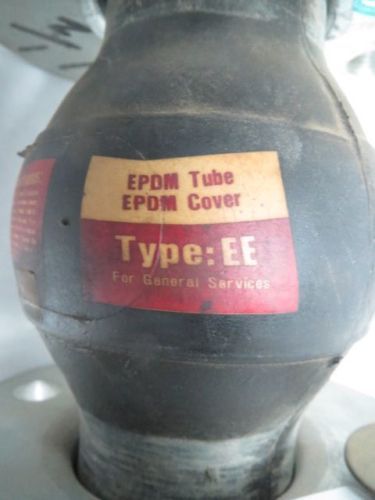 EPDM Tube
EPDM Cover
Type: EE
For General Services